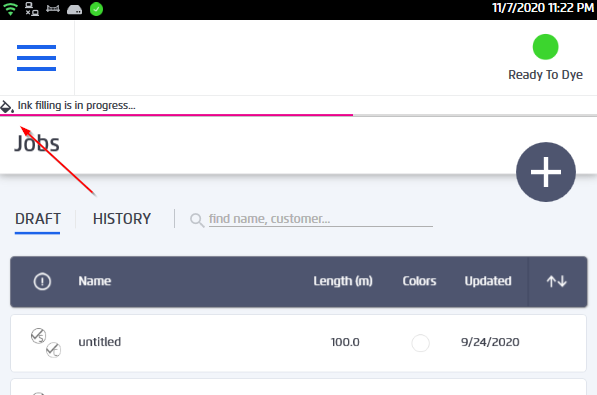 11/7/2020 11:22 PM
Ready To Dye
Ink filling is in progress...
Jobs
DRAFT HISTORY find name, customer...
Name Length (m) Colors Updated
untitled 100.0 9/24/2020